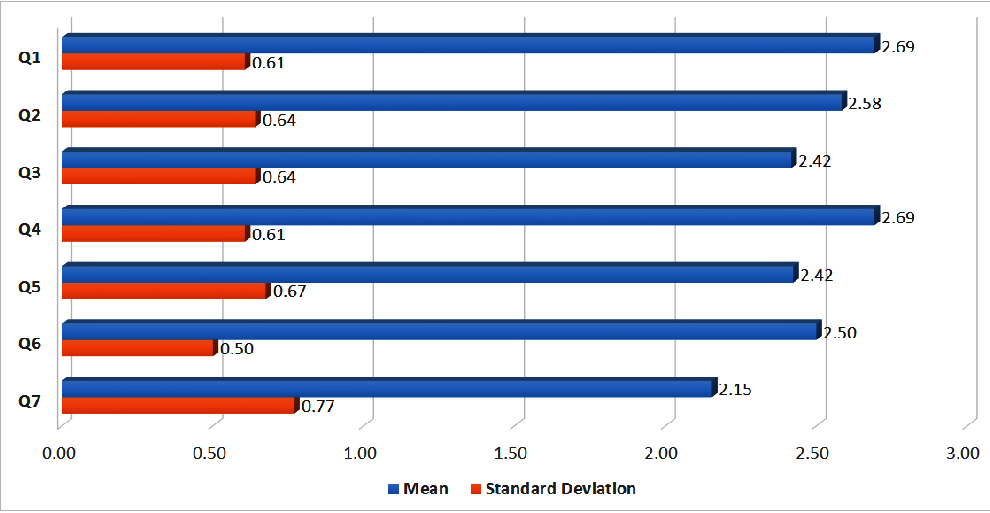 Q1 2.69
0.61
Q2 2.58
0.64
Q3 2.42
0.64
Q4 2.69
0.61
Q5 2.42
0.67
Q6 2.50
0.50
Q7 2.15
0.77
0.00 0.50 1.00 1.50 2.00 2.50 3.00
Mean Standard Deviation